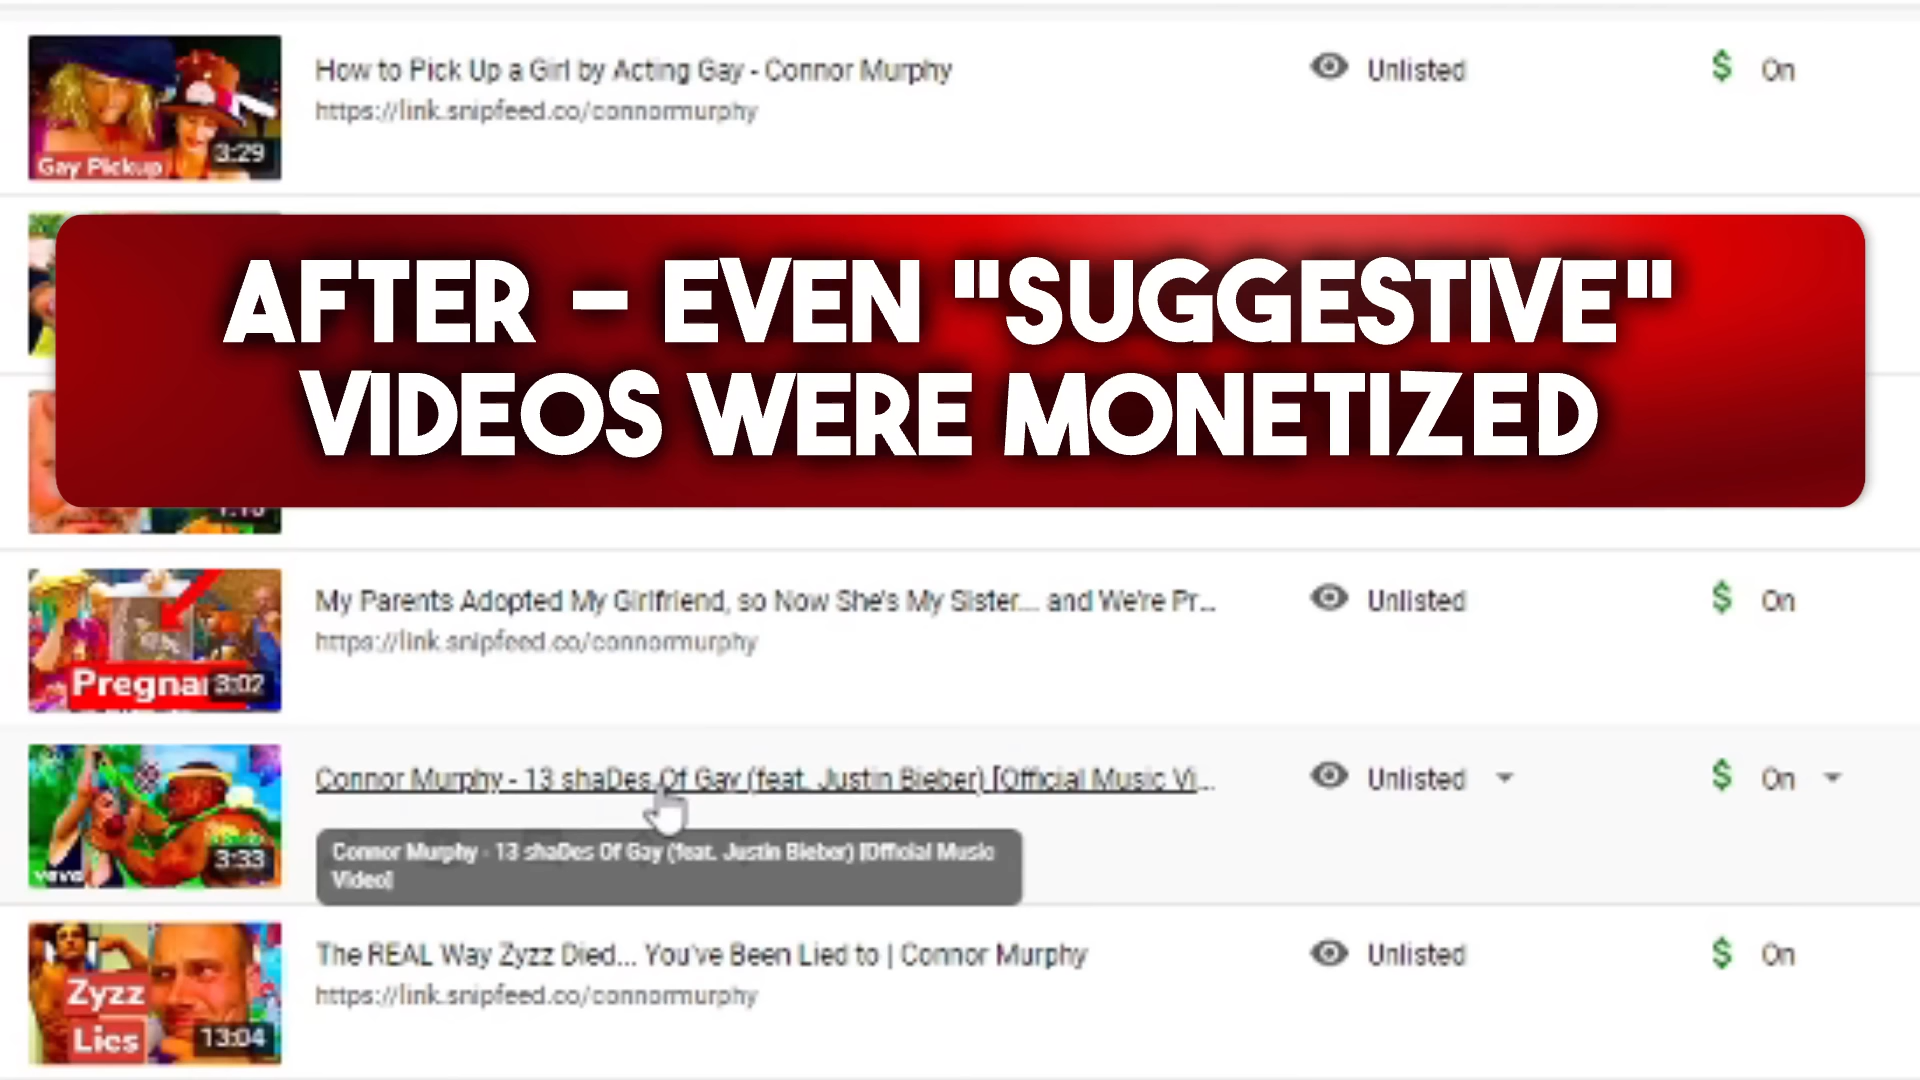 How to Pick Up a Girl by Acting Gay - Connor Murphy
Unlisted
On
https://link.snipfeed.co/connormurphy
3:29
Gay Pickup
AFTER - EVEN "SUGGESTIVE"
VIDEOS WERE MONETIZED
My Parents Adopted My Girlfriend, so Now She's My Sister... and We're Pr...
Unlisted
On
https://link.snipfeed.co/connormurphy
Pregna
3:02
Connor Murphy - 13 shaDes Of Gay (feat. Justin Bieber) [Official Music Vi...
Unlisted
On
3:33
vevo
Connor Murphy - 13 shaDes Of Gay (feat. Justin Bieber) [Official Music
Video]
The REAL Way Zyzz Died... You've Been Lied to | Connor Murphy
Unlisted
On
https://link.snipfeed.co/connormurphy
Zyzz
Lies
13:04